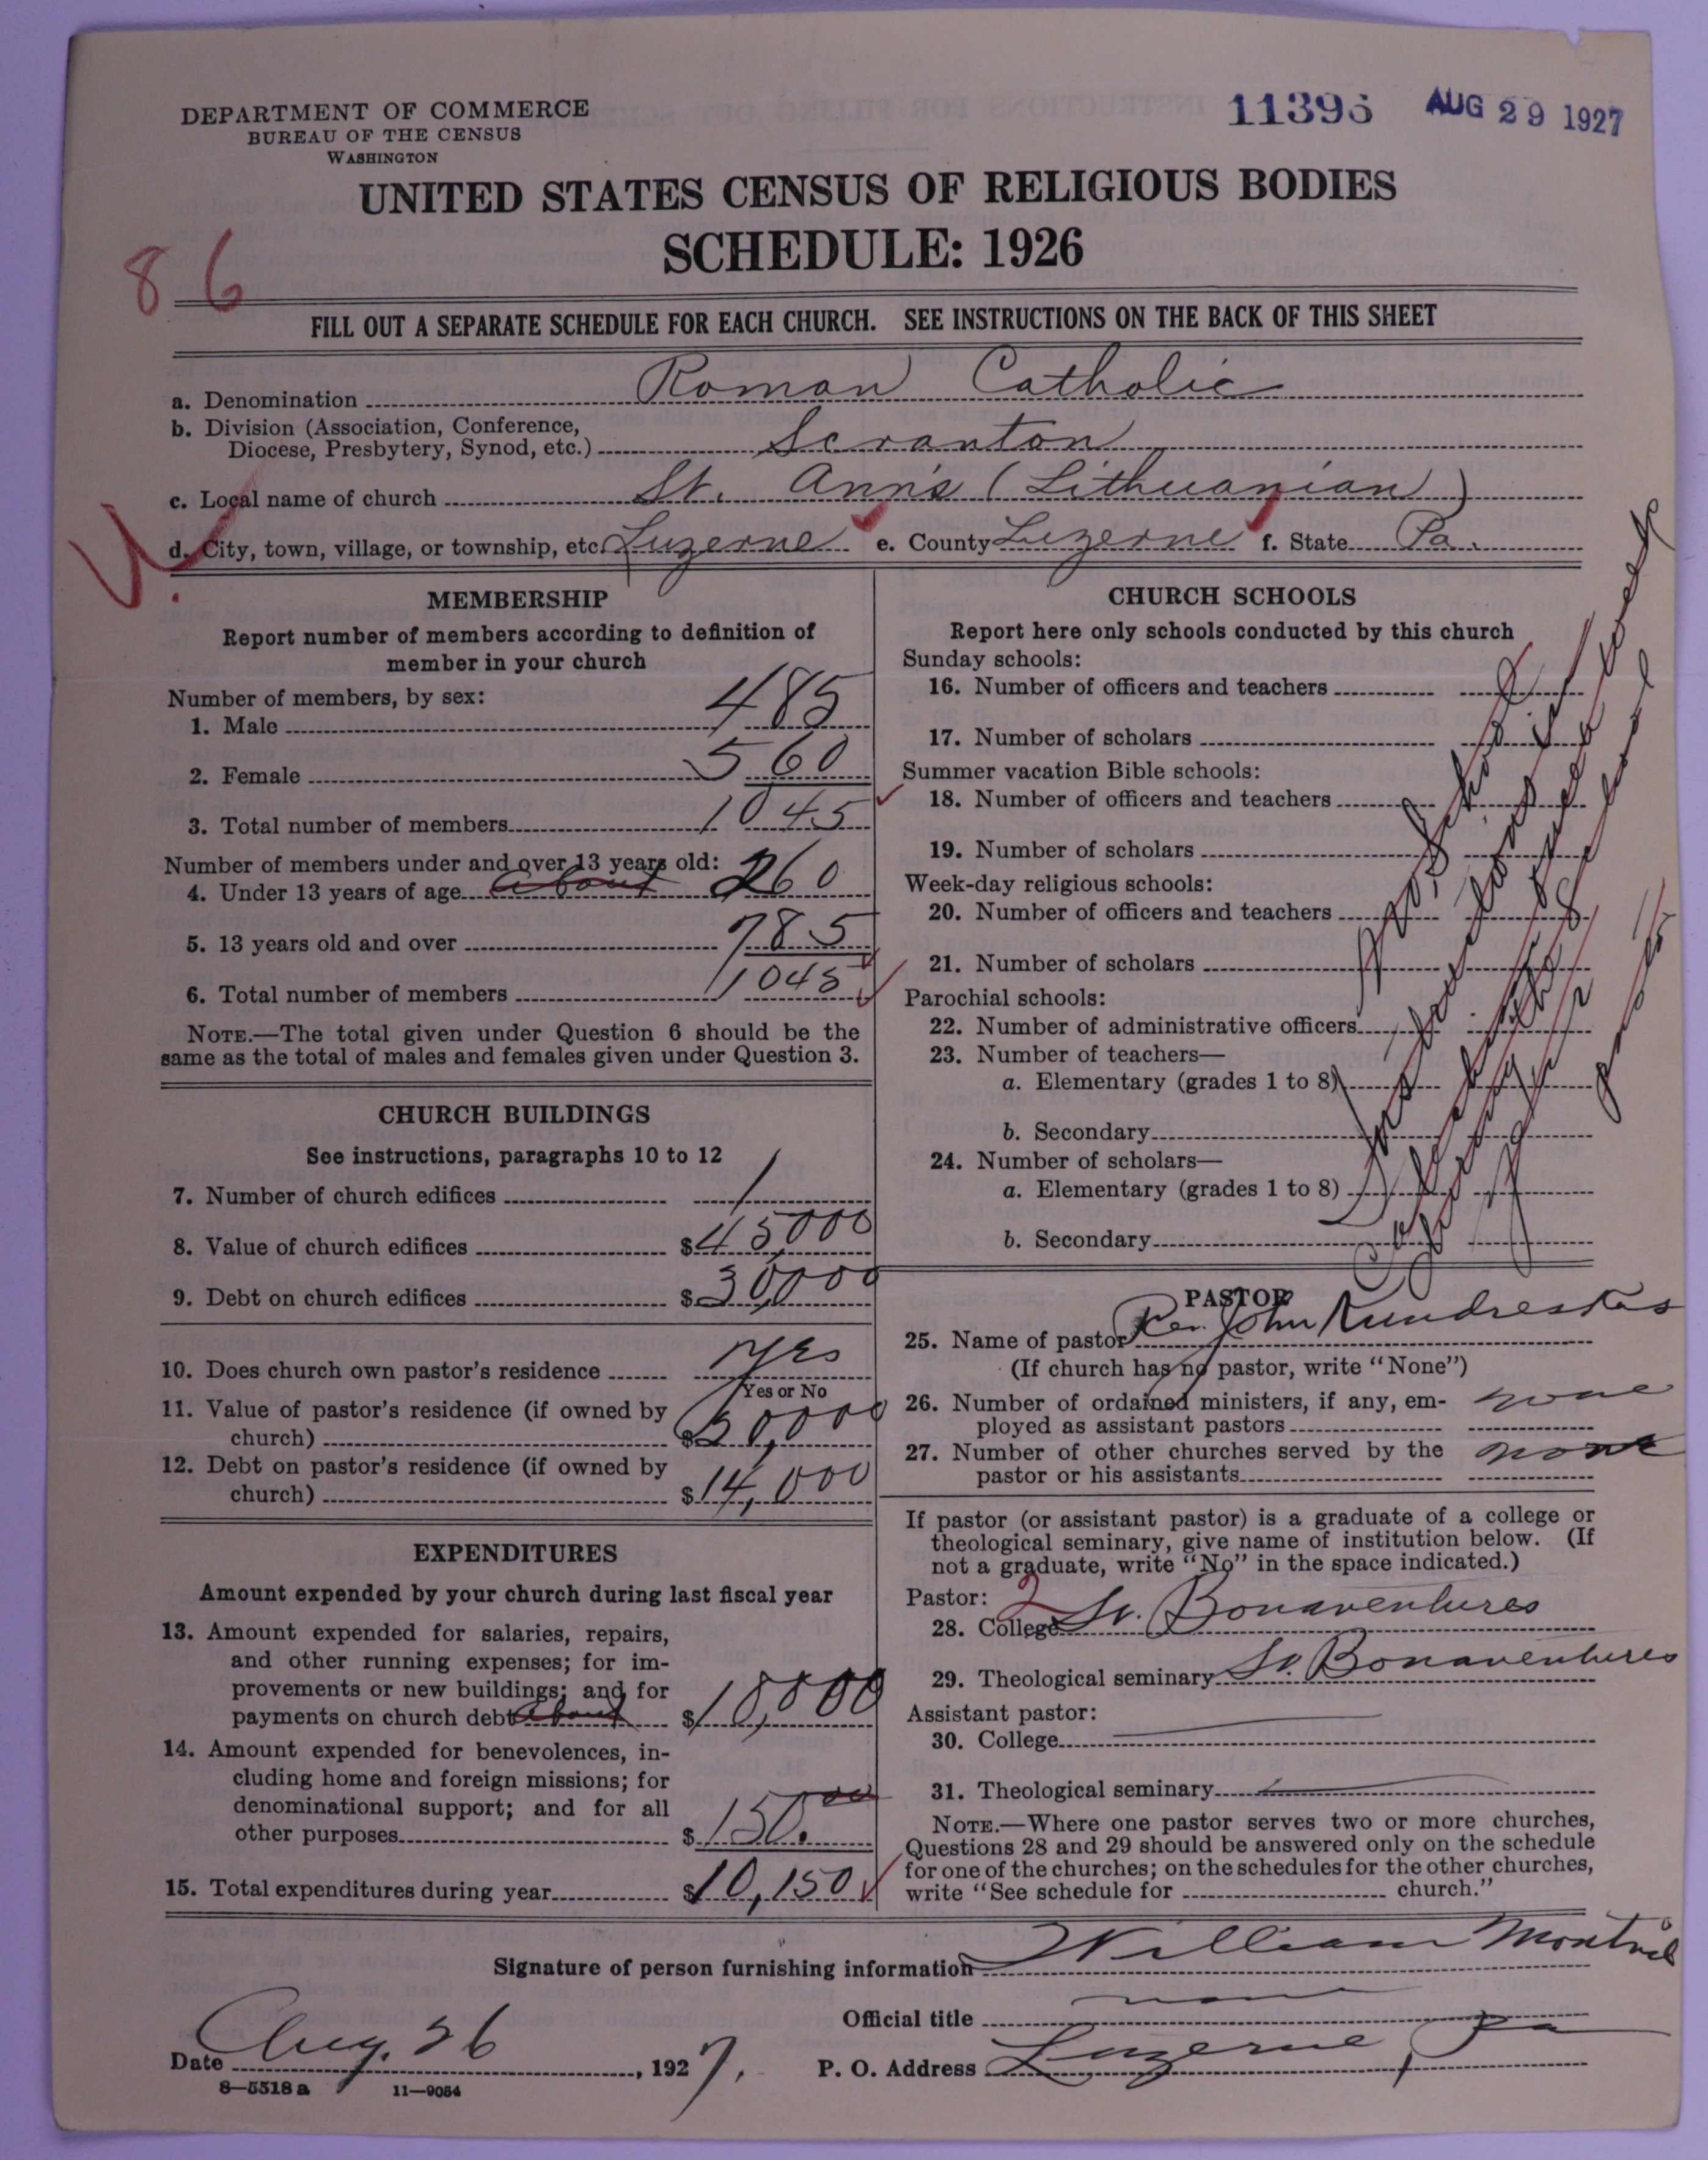 DEPARTMENT OF COMMERCE
BUREAU OF THE CENSUS
WASHINGTON
11396 AUG 29 1927
UNITED STATES CENSUS OF RELIGIOUS BODIES
SCHEDULE: 1926
86
FILL OUT A SEPARATE SCHEDULE FOR EACH CHURCH. SEE INSTRUCTIONS ON THE BACK OF THIS SHEET
a. Denomination Roman Catholic
b. Division (Association, Conference,
Diocese, Presbytery, Synod, etc.) Scranton
c. Local name of church St. Ann's (Lithuanian)
d. City, town, village, or township, etc. Luzerne e. County Luzerne f. State Pa.
MEMBERSHIP
Report number of members according to definition of
member in your church
Number of members, by sex:
1. Male 485
2. Female 560
3. Total number of members 1045
Number of members under and over 13 years old:
4. Under 13 years of age about 260
5. 13 years old and over 785
6. Total number of members 1045
NOTE.—The total given under Question 6 should be the
same as the total of males and females given under Question 3.
CHURCH BUILDINGS
See instructions, paragraphs 10 to 12
7. Number of church edifices 1
8. Value of church edifices $45,000
9. Debt on church edifices $30,000
10. Does church own pastor's residence yes
Yes or No
11. Value of pastor's residence (if owned by
church) $20,000
12. Debt on pastor's residence (if owned by
church) $14,000
EXPENDITURES
Amount expended by your church during last fiscal year
13. Amount expended for salaries, repairs,
and other running expenses; for im-
provements or new buildings; and for
payments on church debt about $10,000
14. Amount expended for benevolences, in-
cluding home and foreign missions; for
denominational support; and for all
other purposes $150.00
15. Total expenditures during year $10,150
CHURCH SCHOOLS
Report here only schools conducted by this church
Sunday schools:
16. Number of officers and teachers
17. Number of scholars
Summer vacation Bible schools:
18. Number of officers and teachers
19. Number of scholars
Week-day religious schools:
20. Number of officers and teachers
21. Number of scholars
Parochial schools:
22. Number of administrative officers
23. Number of teachers—
a. Elementary (grades 1 to 8)
b. Secondary
24. Number of scholars—
a. Elementary (grades 1 to 8)
b. Secondary
No School
week
PASTOR
25. Name of pastor Rev. John Kundreskas
(If church has no pastor, write "None")
26. Number of ordained ministers, if any, em-
ployed as assistant pastors none
27. Number of other churches served by the
pastor or his assistants none
If pastor (or assistant pastor) is a graduate of a college or
theological seminary, give name of institution below. (If
not a graduate, write "No" in the space indicated.)
Pastor: 2
28. College St. Bonaventures
29. Theological seminary St. Bonaventures
Assistant pastor:
30. College
31. Theological seminary
NOTE.—Where one pastor serves two or more churches,
Questions 28 and 29 should be answered only on the schedule
for one of the churches; on the schedules for the other churches,
write "See schedule for church."
Signature of person furnishing information William Montvil
Official title none
Date Aug. 26, 1927. P. O. Address Luzerne, Pa
8—5518a 11—9054